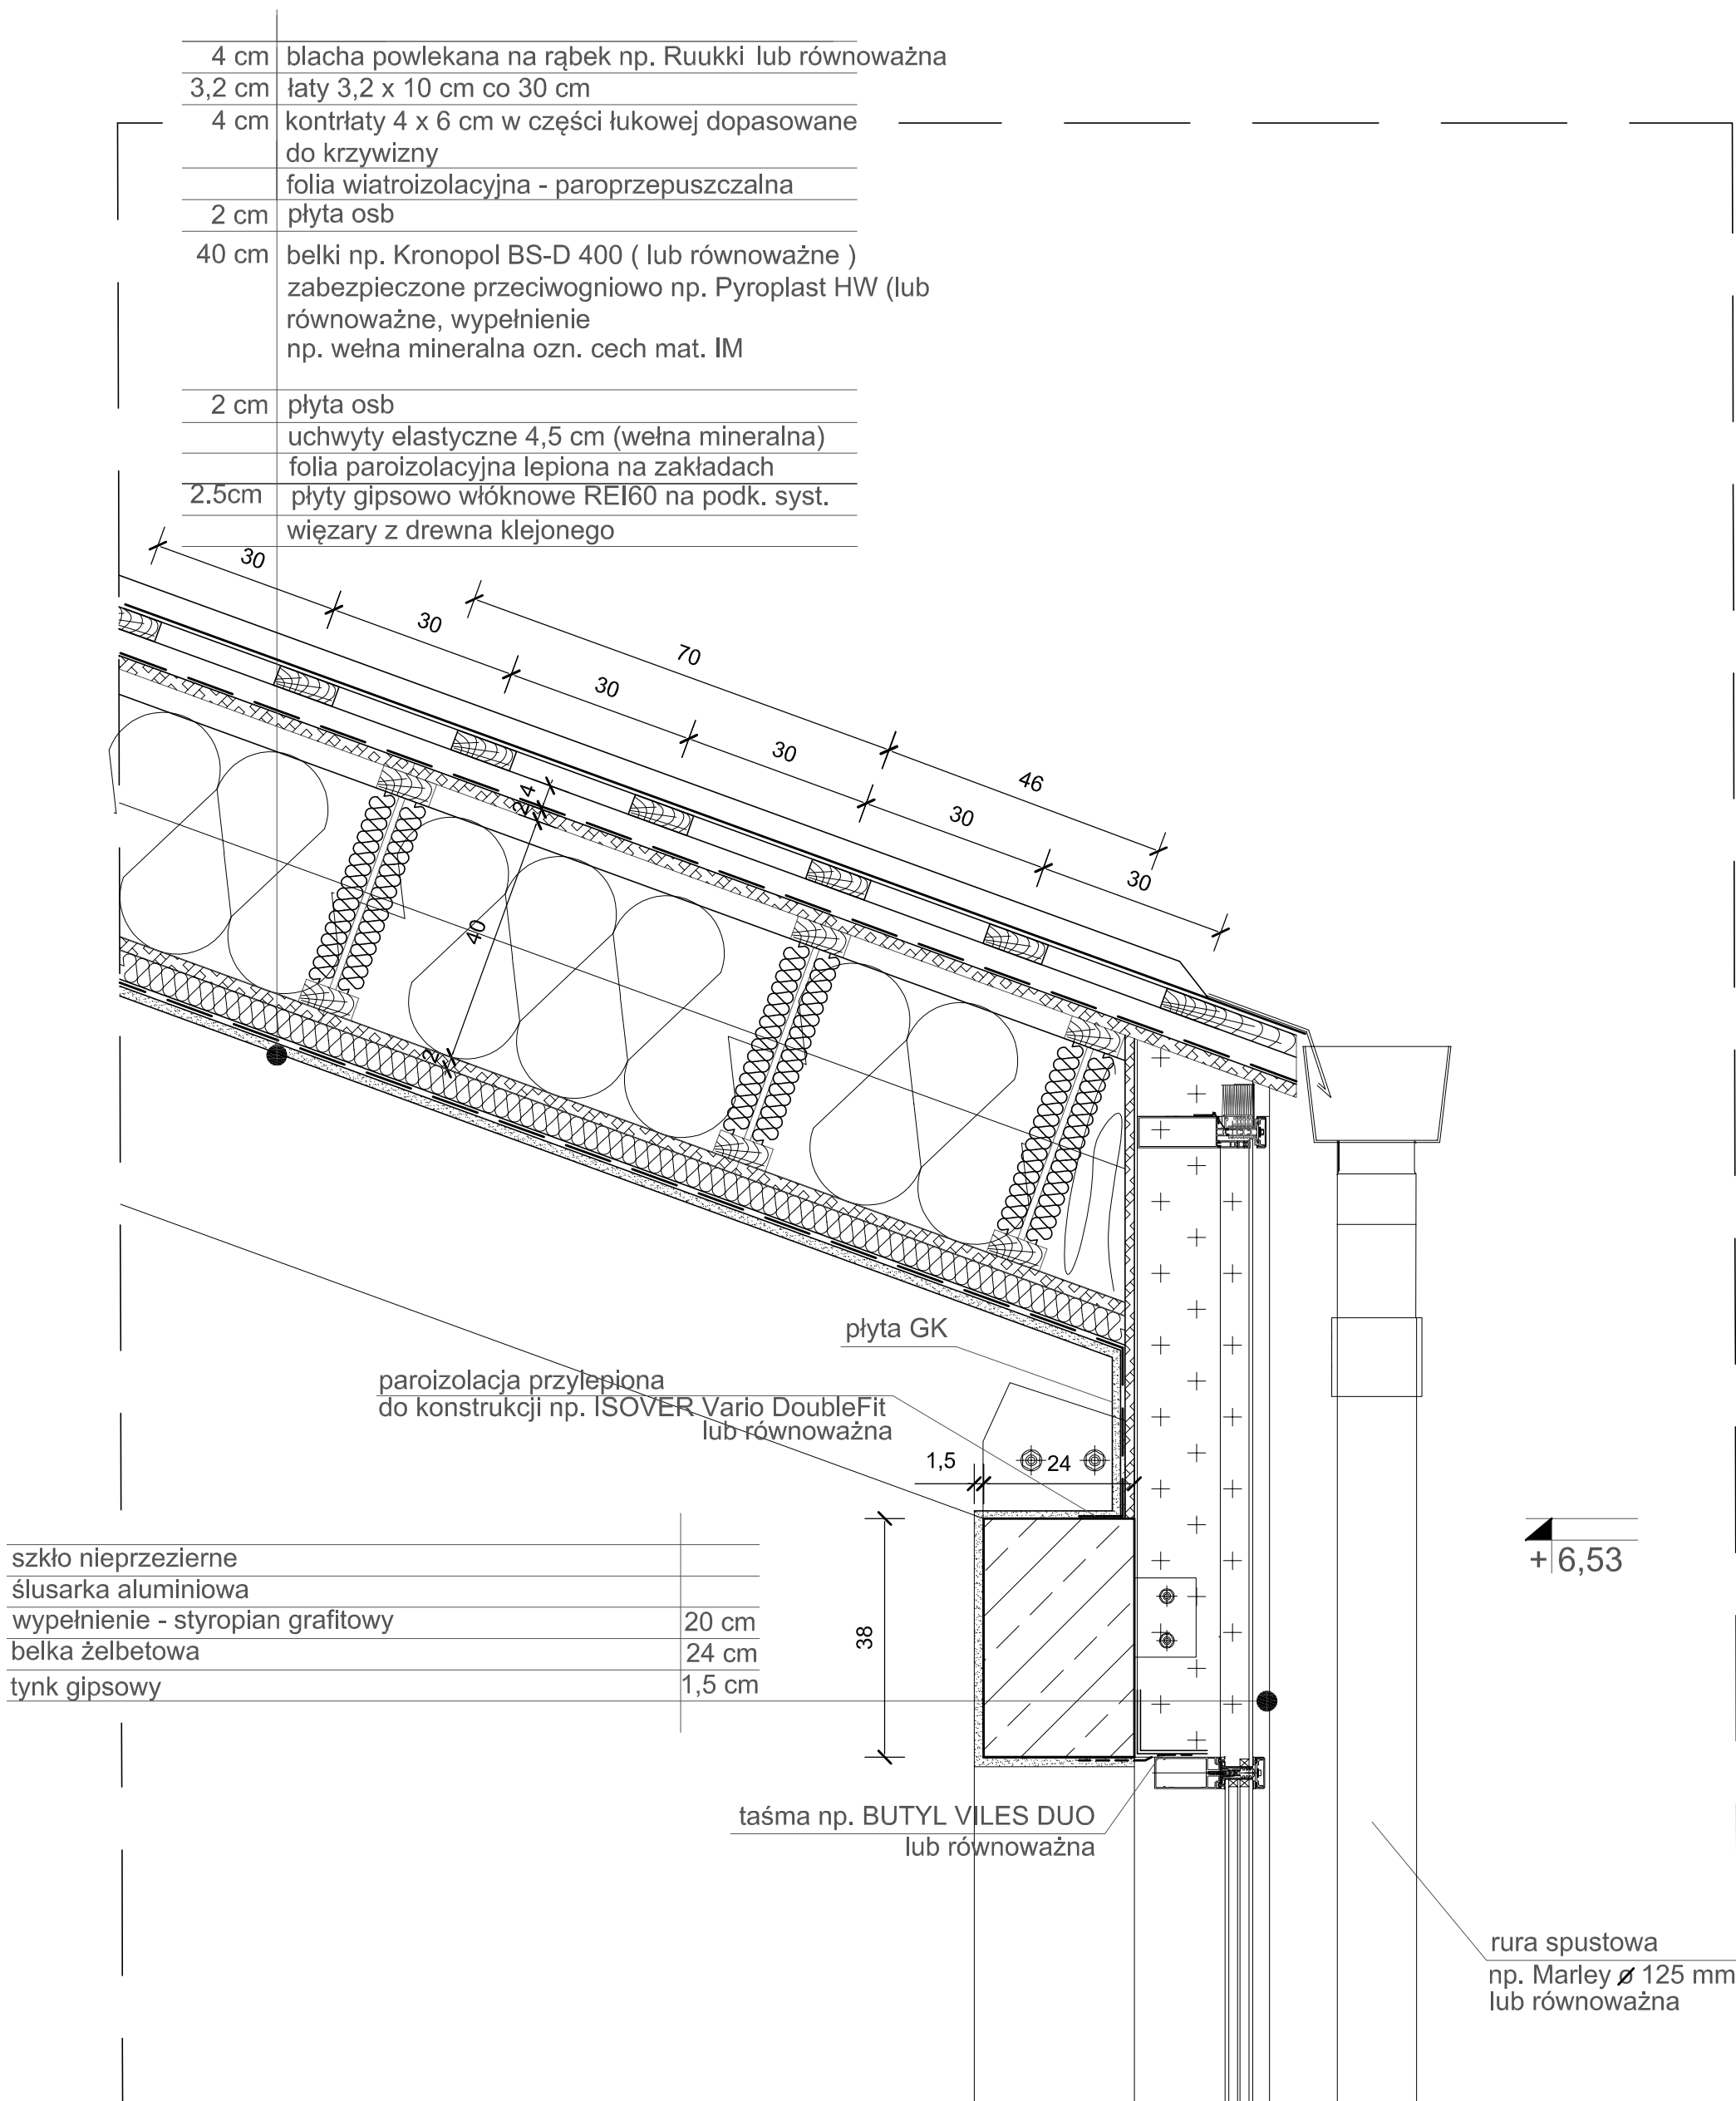 4 cm blacha powlekana na rąbek np. Ruukki lub równoważna
3,2 cm łaty 3,2 x 10 cm co 30 cm
4 cm kontrłaty 4 x 6 cm w części łukowej dopasowane
do krzywizny
folia wiatroizolacyjna - paroprzepuszczalna
2 cm płyta osb
40 cm belki np. Kronopol BS-D 400 ( lub równoważne )
zabezpieczone przeciwogniowo np. Pyroplast HW (lub
równoważne, wypełnienie
np. wełna mineralna ozn. cech mat. IM
2 cm płyta osb
uchwyty elastyczne 4,5 cm (wełna mineralna)
folia paroizolacyjna lepiona na zakładach
2.5cm płyty gipsowo włóknowe REI60 na podk. syst.
więzary z drewna klejonego
30
30
70
30
30
46
30
30
2 4
40
2
płyta GK
paroizolacja przylepiona
do konstrukcji np. ISOVER Vario DoubleFit
lub równoważna
1,5
24
38
+ 6,53
szkło nieprzezierne
ślusarka aluminiowa
wypełnienie - styropian grafitowy 20 cm
belka żelbetowa 24 cm
tynk gipsowy 1,5 cm
taśma np. BUTYL VILES DUO
lub równoważna
rura spustowa
np. Marley ø 125 mm
lub równoważna